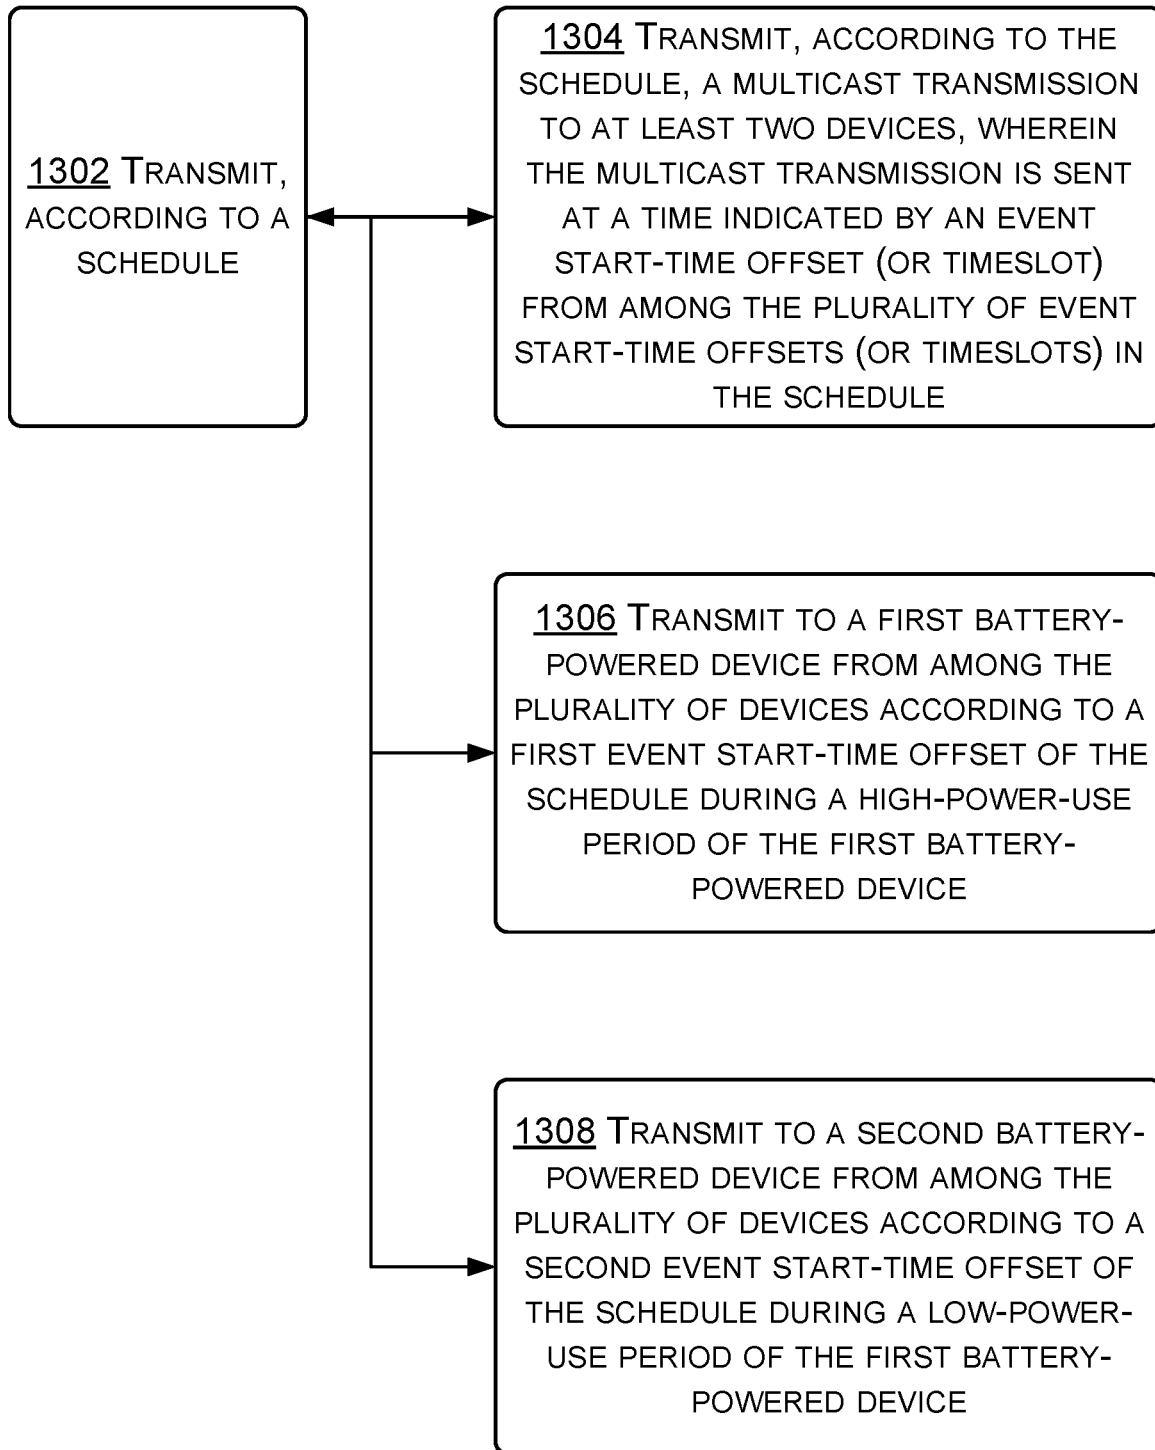 1302 TRANSMIT,
ACCORDING TO A
SCHEDULE
1304 TRANSMIT, ACCORDING TO THE
SCHEDULE, A MULTICAST TRANSMISSION
TO AT LEAST TWO DEVICES, WHEREIN
THE MULTICAST TRANSMISSION IS SENT
AT A TIME INDICATED BY AN EVENT
START-TIME OFFSET (OR TIMESLOT)
FROM AMONG THE PLURALITY OF EVENT
START-TIME OFFSETS (OR TIMESLOTS) IN
THE SCHEDULE
1306 TRANSMIT TO A FIRST BATTERY-
POWERED DEVICE FROM AMONG THE
PLURALITY OF DEVICES ACCORDING TO A
FIRST EVENT START-TIME OFFSET OF THE
SCHEDULE DURING A HIGH-POWER-USE
PERIOD OF THE FIRST BATTERY-
POWERED DEVICE
1308 TRANSMIT TO A SECOND BATTERY-
POWERED DEVICE FROM AMONG THE
PLURALITY OF DEVICES ACCORDING TO A
SECOND EVENT START-TIME OFFSET OF
THE SCHEDULE DURING A LOW-POWER-
USE PERIOD OF THE FIRST BATTERY-
POWERED DEVICE